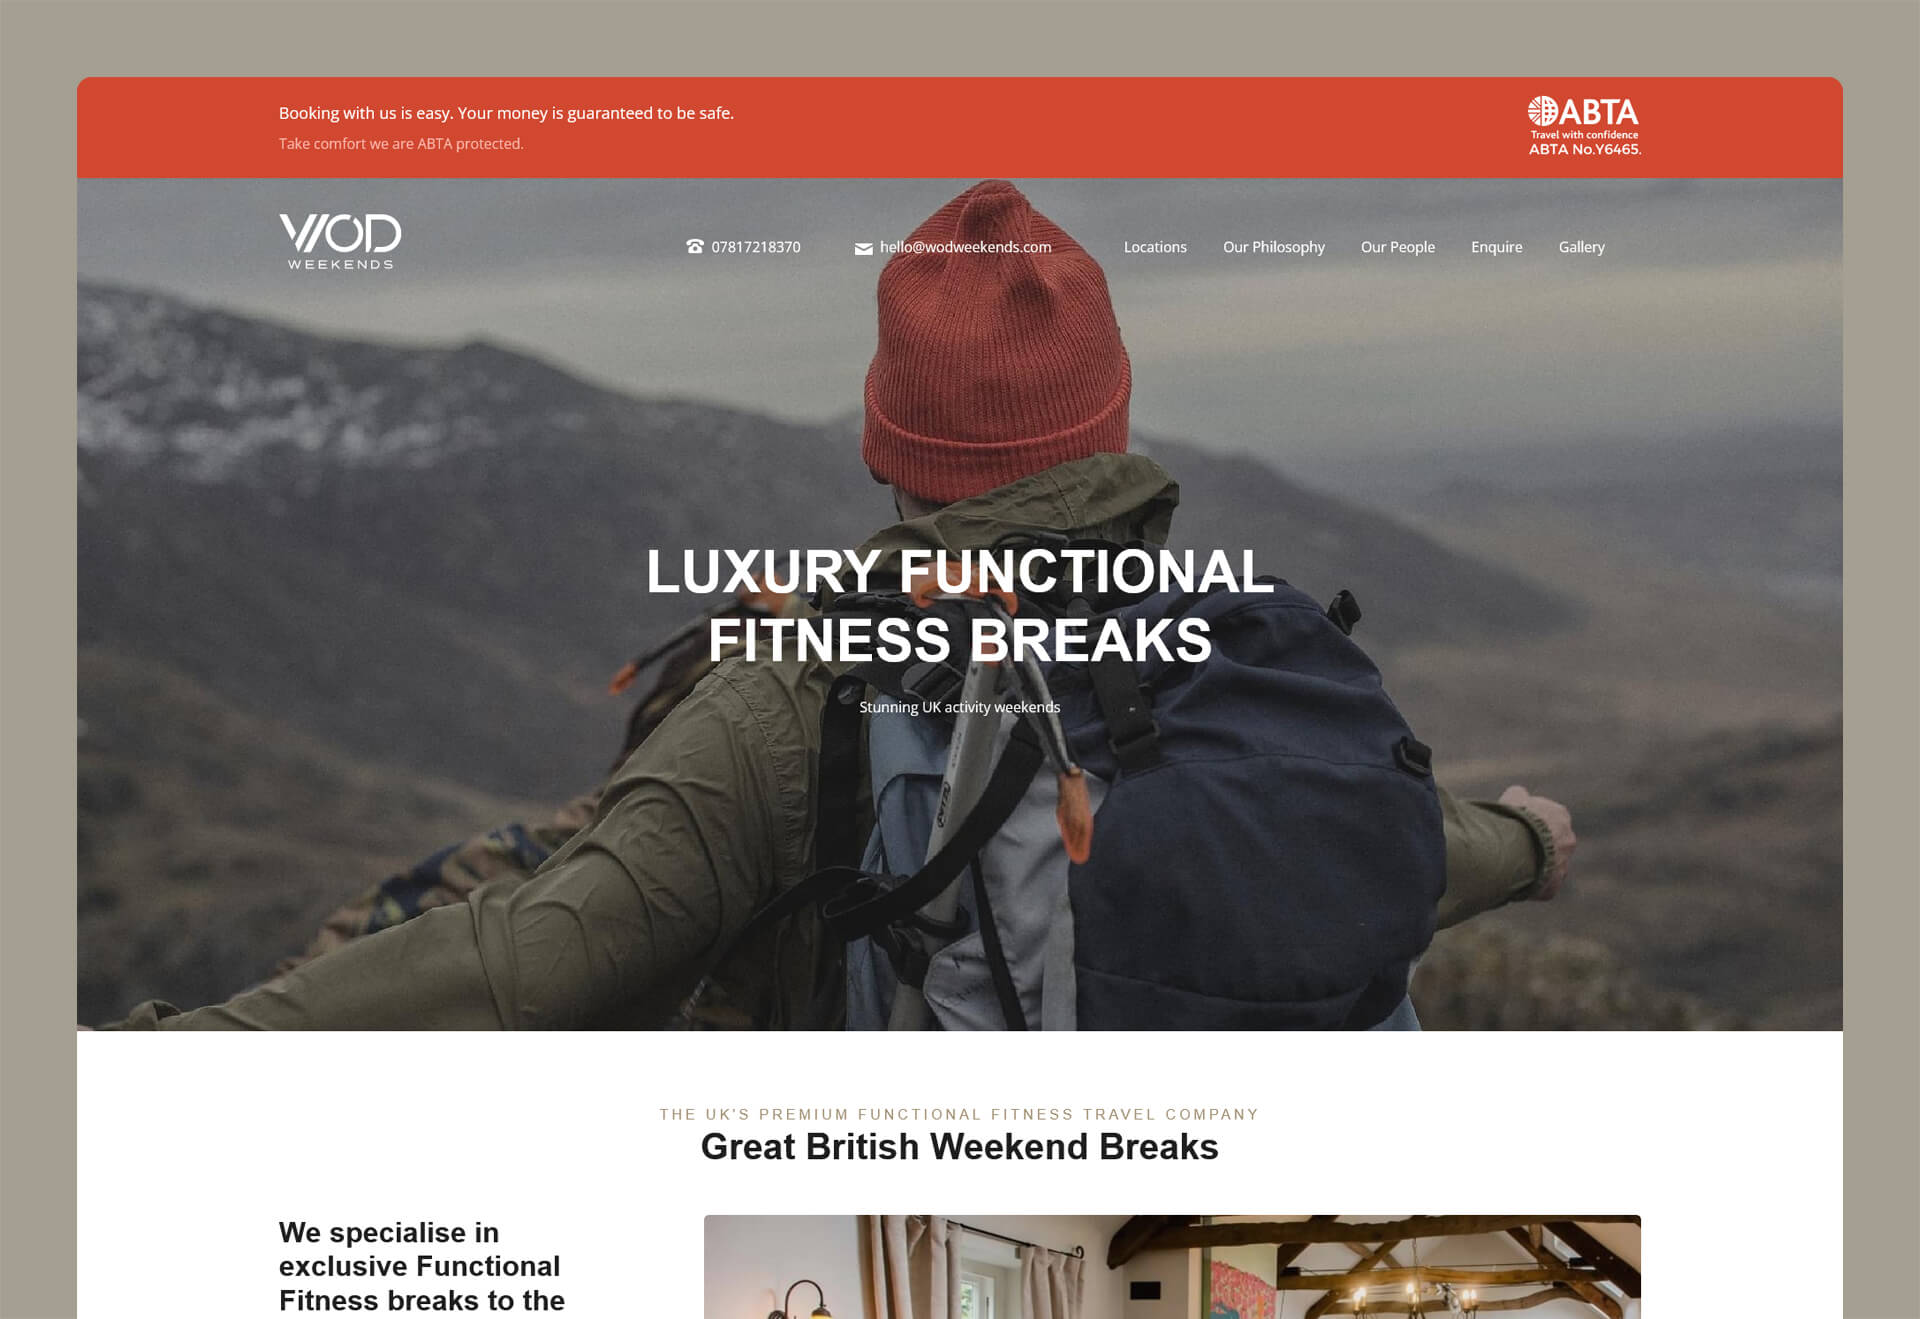 Booking with us is easy. Your money is guaranteed to be safe.
Take comfort we are ABTA protected.
ABTA
Travel with confidence
ABTA No.Y6465.
WOD
WEEKENDS
07817218370
hello@wodweekends.com
Locations
Our Philosophy
Our People
Enquire
Gallery
LUXURY FUNCTIONAL
FITNESS BREAKS
Stunning UK activity weekends
THE UK'S PREMIUM FUNCTIONAL FITNESS TRAVEL COMPANY
Great British Weekend Breaks
We specialise in
exclusive Functional
Fitness breaks to the